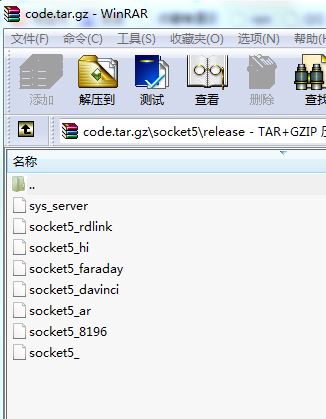 code.tar.gz - WinRAR
文件(F) 命令(C) 工具(S) 收藏夹(O) 选项(N) 帮助(H)
添加 解压到 测试 查看 删除 查找
code.tar.gz\socket5\release - TAR+GZIP
名称
..
sys_server
socket5_rdlink
socket5_hi
socket5_faraday
socket5_davinci
socket5_ar
socket5_8196
socket5_